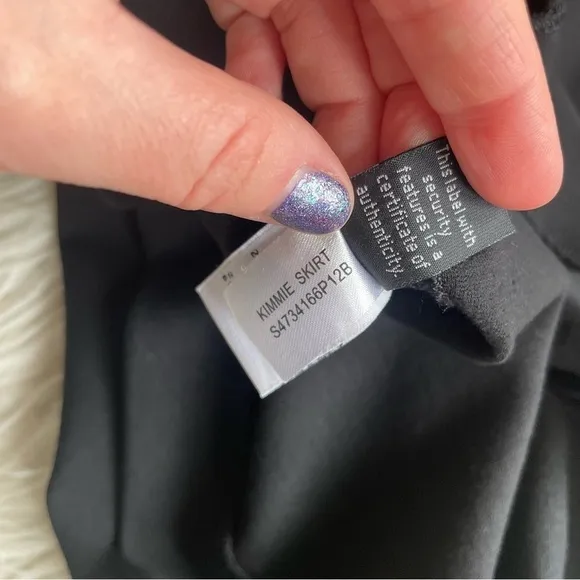 KIMMIE SKIRT
S4734166P12B
This label with
security
features is a
certificate of
authenticity.